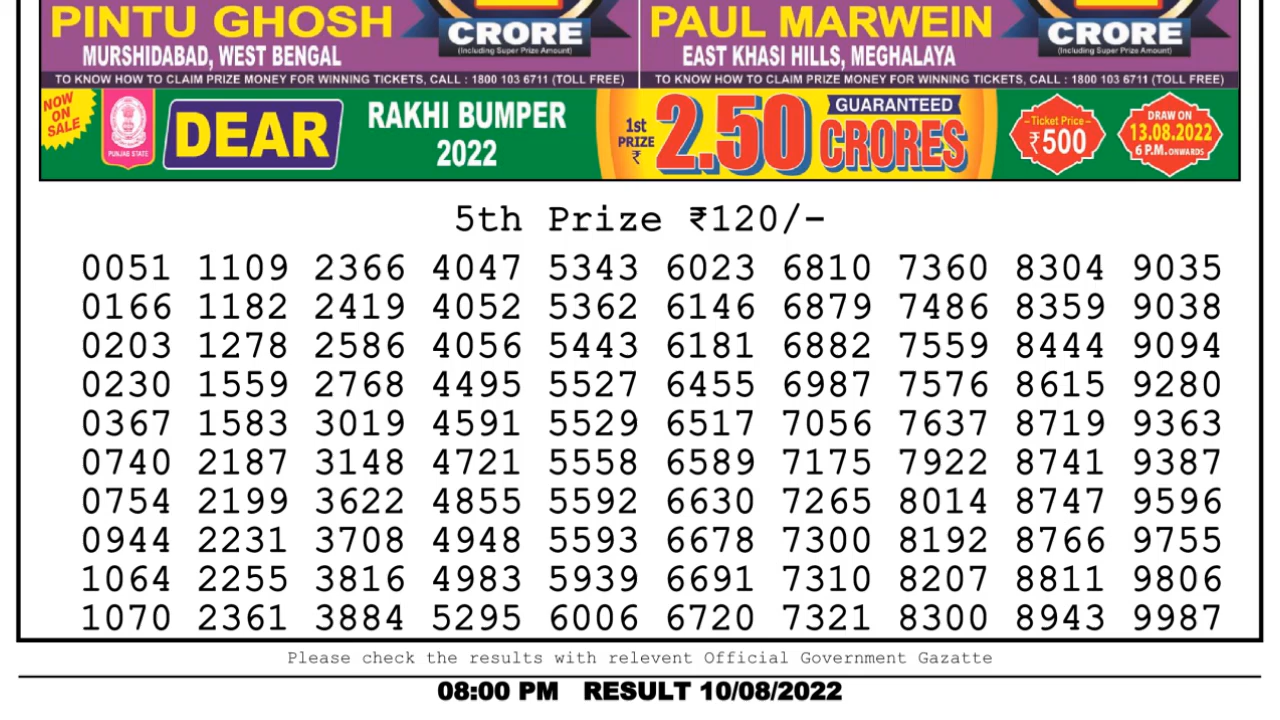 PINTU GHOSH
MURSHIDABAD, WEST BENGAL
CRORE
(Including Super Prize Amount)
PAUL MARWEIN
EAST KHASI HILLS, MEGHALAYA
CRORE
(Including Super Prize Amount)
TO KNOW HOW TO CLAIM PRIZE MONEY FOR WINNING TICKETS, CALL : 1800 103 6711 (TOLL FREE)
TO KNOW HOW TO CLAIM PRIZE MONEY FOR WINNING TICKETS, CALL : 1800 103 6711 (TOLL FREE)
NOW
ON
SALE
PUNJAB STATE
DEAR
RAKHI BUMPER
2022
1st
PRIZE
₹
2.50
GUARANTEED
CRORES
Ticket Price
₹500
DRAW ON
13.08.2022
6 P.M. ONWARDS
5th Prize ₹120/-
0051 1109 2366 4047 5343 6023 6810 7360 8304 9035
0166 1182 2419 4052 5362 6146 6879 7486 8359 9038
0203 1278 2586 4056 5443 6181 6882 7559 8444 9094
0230 1559 2768 4495 5527 6455 6987 7576 8615 9280
0367 1583 3019 4591 5529 6517 7056 7637 8719 9363
0740 2187 3148 4721 5558 6589 7175 7922 8741 9387
0754 2199 3622 4855 5592 6630 7265 8014 8747 9596
0944 2231 3708 4948 5593 6678 7300 8192 8766 9755
1064 2255 3816 4983 5939 6691 7310 8207 8811 9806
1070 2361 3884 5295 6006 6720 7321 8300 8943 9987
Please check the results with relevent Official Government Gazatte
08:00 PM RESULT 10/08/2022